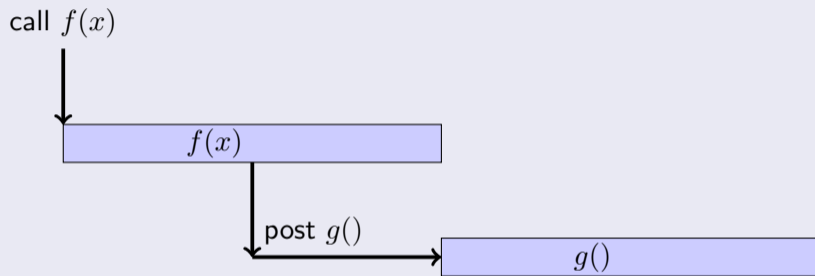 call f(x)
f(x)
post g()
g()